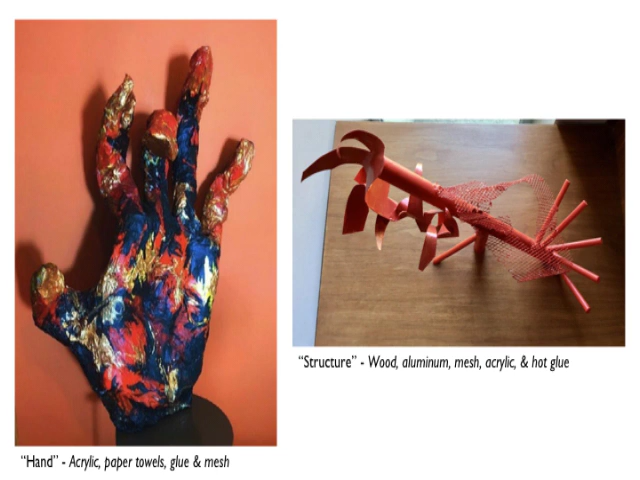 "Structure" - Wood, aluminum, mesh, acrylic, & hot glue
"Hand" - Acrylic, paper towels, glue & mesh